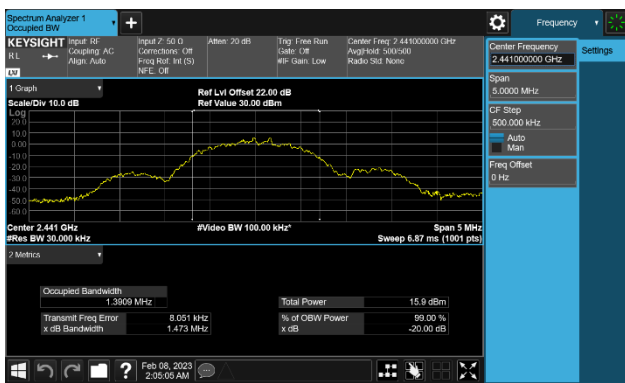 Spectrum Analyzer 1
Occupied BW
+
Frequency
KEYSIGHT
R L
LXI
Input: RF
Coupling: AC
Align: Auto
Input Z: 50 Ω
Corrections: Off
Freq Ref: Int (S)
NFE: Off
Atten: 20 dB
Trig: Free Run
Gate: Off
#IF Gain: Low
Center Freq: 2.441000000 GHz
Avg|Hold: 500/500
Radio Std: None
Center Frequency
2.441000000 GHz
Settings
Span
5.0000 MHz
CF Step
500.000 kHz
Auto
Man
Freq Offset
0 Hz
1 Graph
Scale/Div 10.0 dB
Ref Lvl Offset 22.00 dB
Ref Value 30.00 dBm
Log
20.0
10.0
0.00
-10.0
-20.0
-30.0
-40.0
-50.0
-60.0
Center 2.441 GHz
#Res BW 30.000 kHz
#Video BW 100.00 kHz*
Span 5 MHz
Sweep 6.87 ms (1001 pts)
2 Metrics
Occupied Bandwidth
1.3909 MHz
Total Power 15.9 dBm
Transmit Freq Error 8.051 kHz
% of OBW Power 99.00 %
x dB Bandwidth 1.473 MHz
x dB -20.00 dB
?
Feb 08, 2023
2:05:05 AM